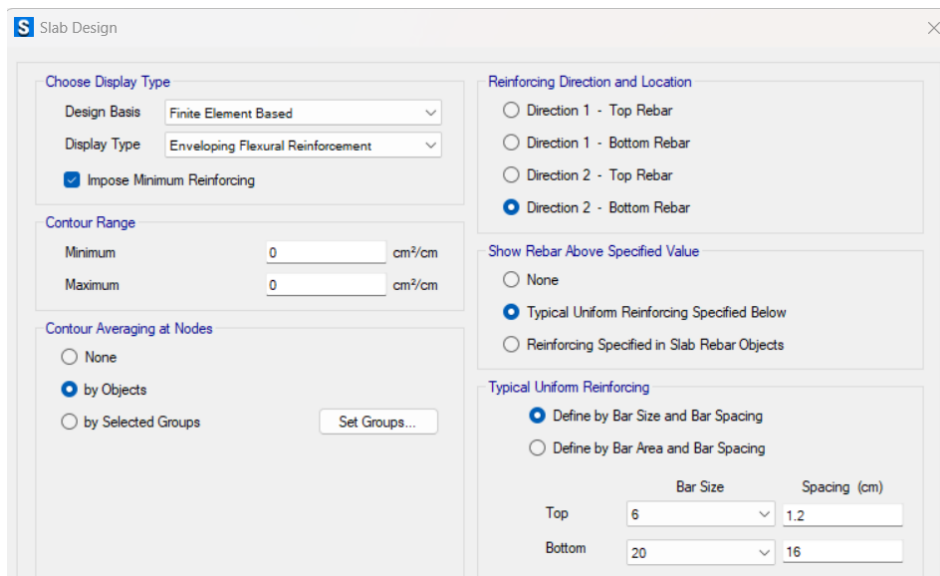 S Slab Design
Choose Display Type
Design Basis Finite Element Based
Display Type Enveloping Flexural Reinforcement
Impose Minimum Reinforcing
Contour Range
Minimum 0 cm²/cm
Maximum 0 cm²/cm
Contour Averaging at Nodes
None
by Objects
by Selected Groups Set Groups...
Reinforcing Direction and Location
Direction 1 - Top Rebar
Direction 1 - Bottom Rebar
Direction 2 - Top Rebar
Direction 2 - Bottom Rebar
Show Rebar Above Specified Value
None
Typical Uniform Reinforcing Specified Below
Reinforcing Specified in Slab Rebar Objects
Typical Uniform Reinforcing
Define by Bar Size and Bar Spacing
Define by Bar Area and Bar Spacing
Bar Size Spacing (cm)
Top 6 1.2
Bottom 20 16